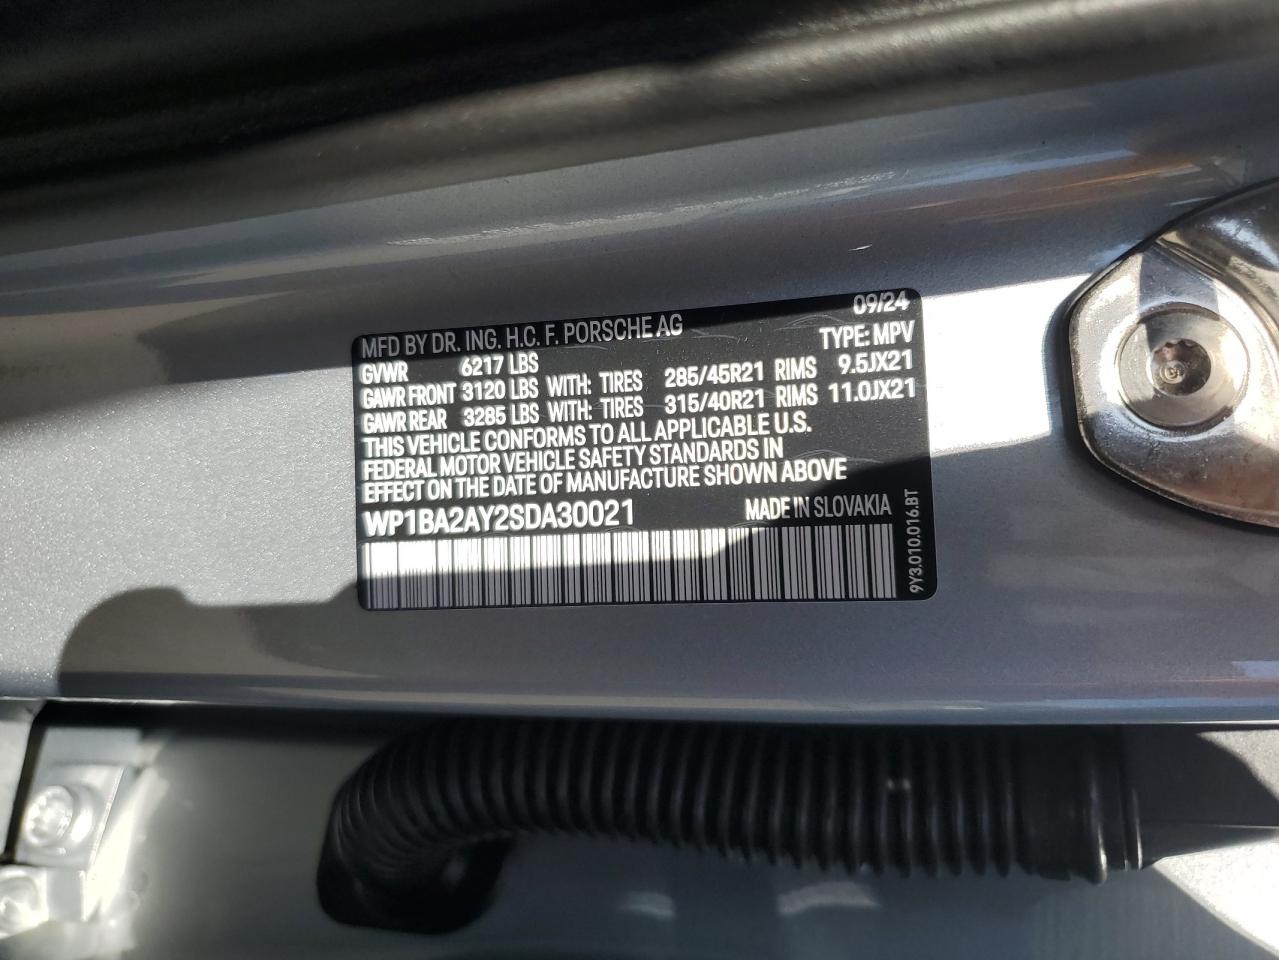 09/24
MFD BY DR. ING. H.C. F. PORSCHE AG
TYPE: MPV
GVWR 6217 LBS
GAWR FRONT 3120 LBS WITH: TIRES 285/45R21 RIMS 9.5JX21
GAWR REAR 3285 LBS WITH: TIRES 315/40R21 RIMS 11.0JX21
THIS VEHICLE CONFORMS TO ALL APPLICABLE U.S.
FEDERAL MOTOR VEHICLE SAFETY STANDARDS IN
EFFECT ON THE DATE OF MANUFACTURE SHOWN ABOVE
WP1BA2AY2SDA30021 MADE IN SLOVAKIA
9Y3.010.016.BT